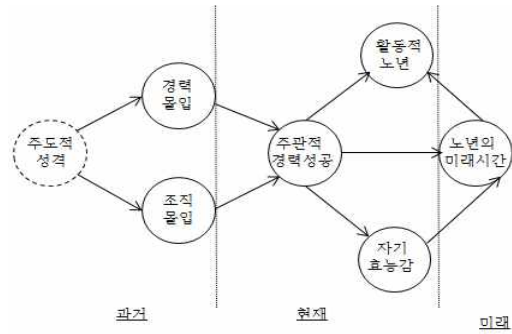 활동적
노년
경력
몰입
주도적
성격
주관적
경력성공
노년의
미래시간
조직
몰입
자기
효능감
과거
현재
미래